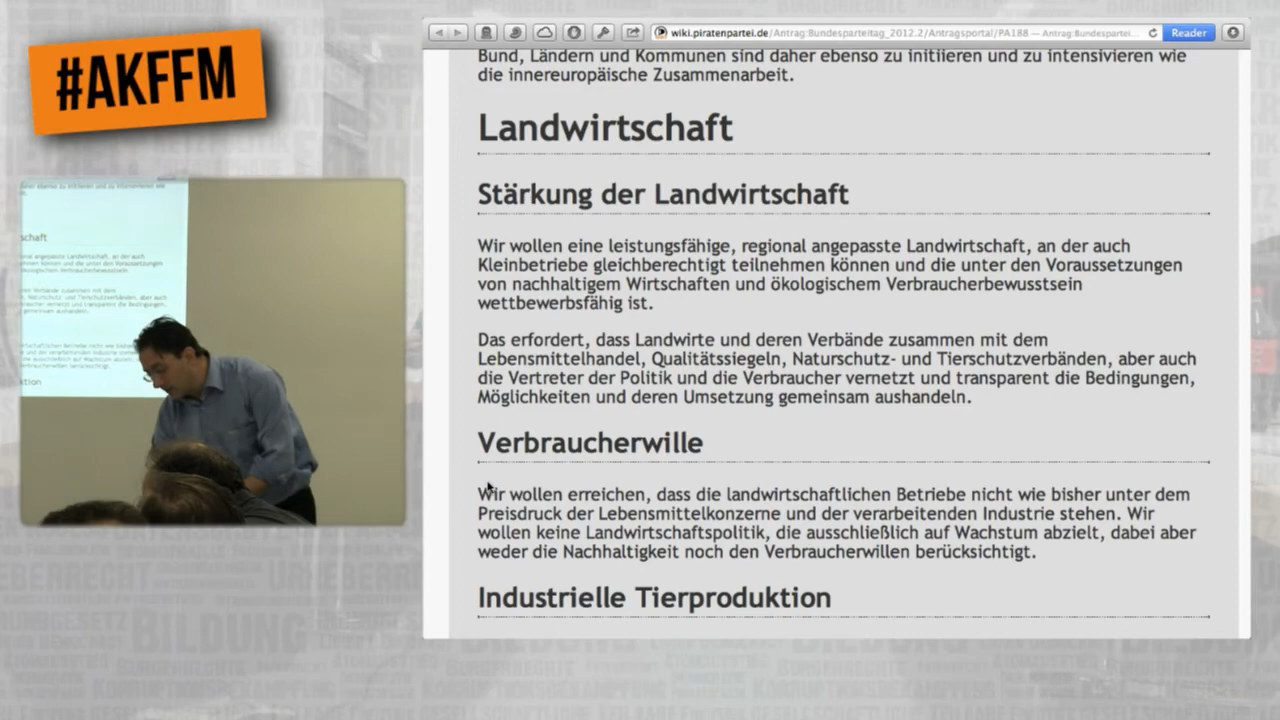 #AKFFM
wiki.piratenpartei.de/Antrag:Bundesparteitag_2012.2/Antragsportal/PA188 — Antrag:Bundespartei...
Reader
Bund, Ländern und Kommunen sind daher ebenso zu initiieren und zu intensivieren wie
die innereuropäische Zusammenarbeit.
Landwirtschaft
Stärkung der Landwirtschaft
Wir wollen eine leistungsfähige, regional angepasste Landwirtschaft, an der auch
Kleinbetriebe gleichberechtigt teilnehmen können und die unter den Voraussetzungen
von nachhaltigem Wirtschaften und ökologischem Verbraucherbewusstsein
wettbewerbsfähig ist.
Das erfordert, dass Landwirte und deren Verbände zusammen mit dem
Lebensmittelhandel, Qualitätssiegeln, Naturschutz- und Tierschutzverbänden, aber auch
die Vertreter der Politik und die Verbraucher vernetzt und transparent die Bedingungen,
Möglichkeiten und deren Umsetzung gemeinsam aushandeln.
Verbraucherwille
Wir wollen erreichen, dass die landwirtschaftlichen Betriebe nicht wie bisher unter dem
Preisdruck der Lebensmittelkonzerne und der verarbeitenden Industrie stehen. Wir
wollen keine Landwirtschaftspolitik, die ausschließlich auf Wachstum abzielt, dabei aber
weder die Nachhaltigkeit noch den Verbraucherwillen berücksichtigt.
Industrielle Tierproduktion
BILDUNG